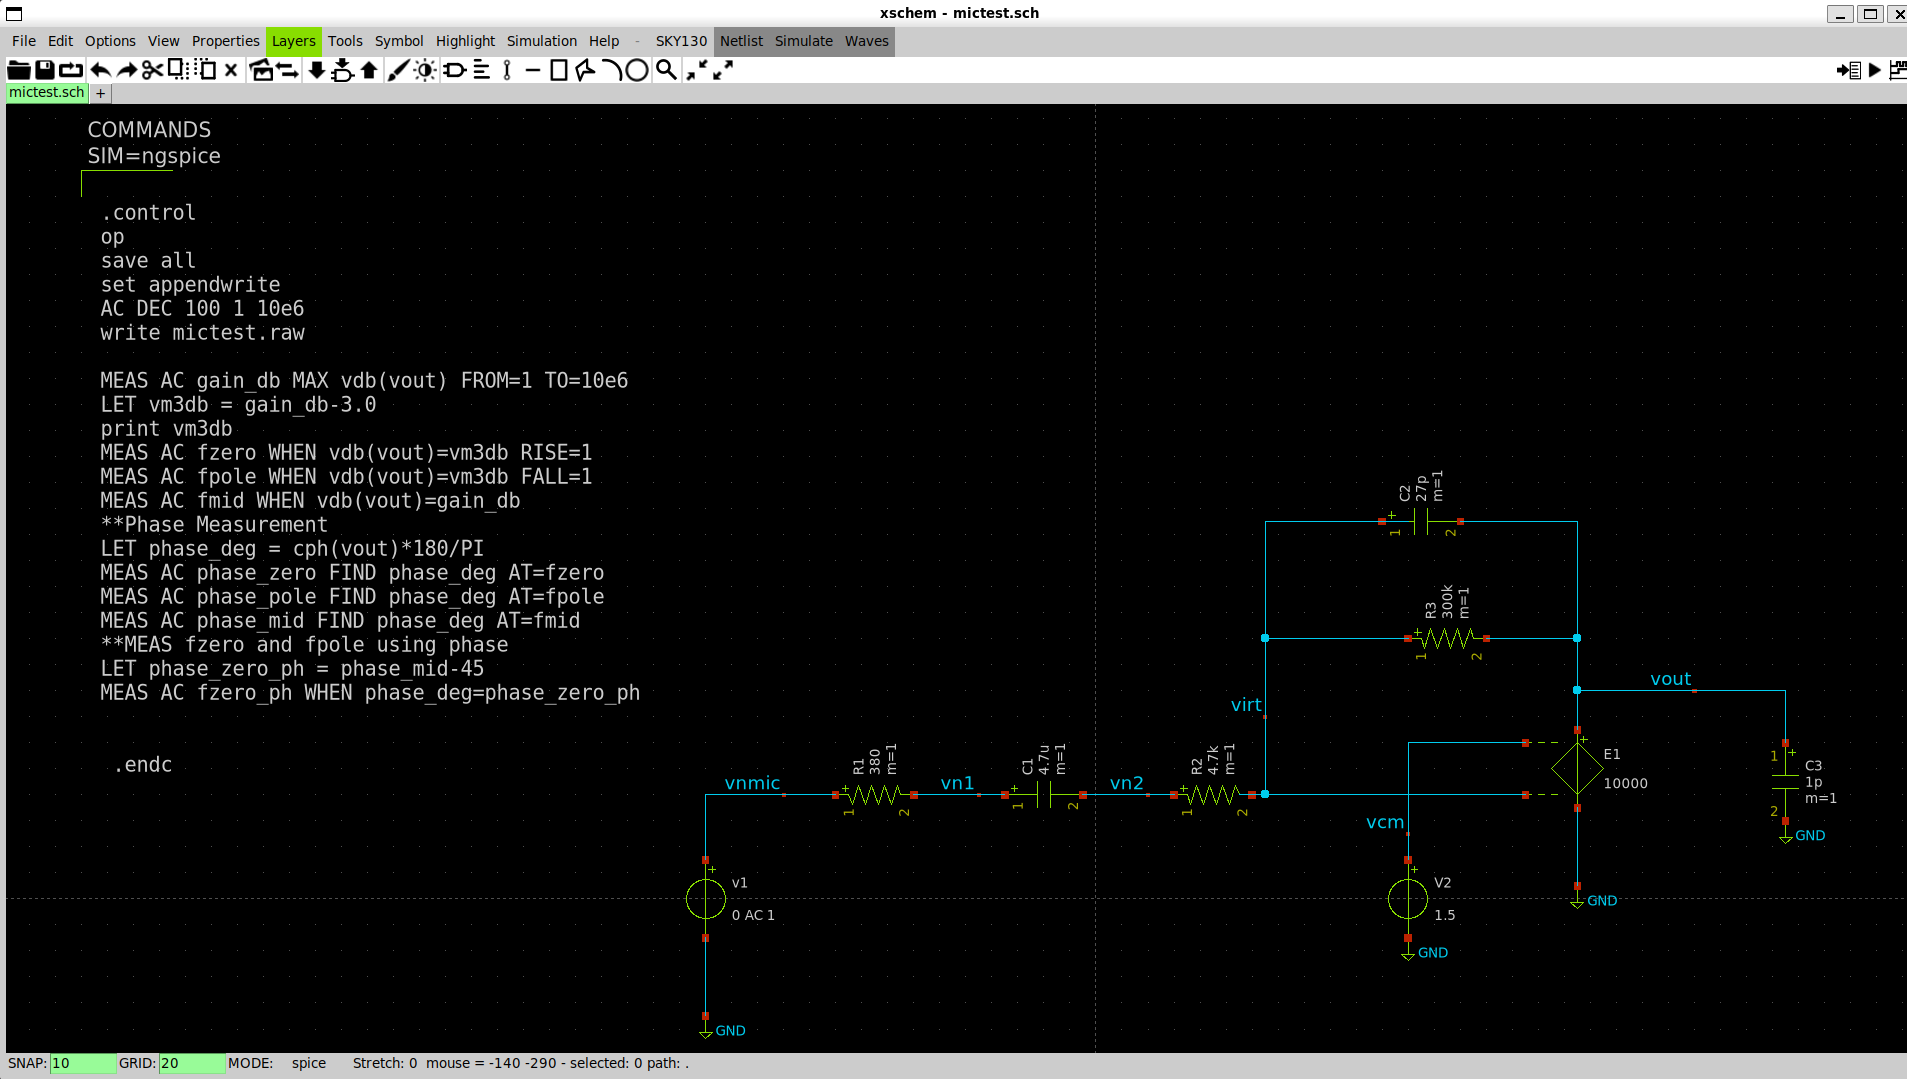 xschem - mictest.sch
File Edit Options View Properties Layers Tools Symbol Highlight Simulation Help - SKY130 Netlist Simulate Waves
mictest.sch +
COMMANDS
SIM=ngspice
.control
op
save all
set appendwrite
AC DEC 100 1 10e6
write mictest.raw
MEAS AC gain_db MAX vdb(vout) FROM=1 TO=10e6
LET vm3db = gain_db-3.0
print vm3db
MEAS AC fzero WHEN vdb(vout)=vm3db RISE=1
MEAS AC fpole WHEN vdb(vout)=vm3db FALL=1
MEAS AC fmid WHEN vdb(vout)=gain_db
**Phase Measurement
LET phase_deg = cph(vout)*180/PI
MEAS AC phase_zero FIND phase_deg AT=fzero
MEAS AC phase_pole FIND phase_deg AT=fpole
MEAS AC phase_mid FIND phase_deg AT=fmid
**MEAS fzero and fpole using phase
LET phase_zero_ph = phase_mid-45
MEAS AC fzero_ph WHEN phase_deg=phase_zero_ph
.endc
C2
27p
m=1
+
1
2
R3
300k
m=1
+
1
2
vout
virt
vnmic
R1
380
m=1
+
1
2
vn1
C1
4.7u
m=1
+
1
2
vn2
R2
4.7k
m=1
+
1
2
+
E1
10000
1
+
C3
1p
m=1
2
GND
vcm
+
v1
0 AC 1
GND
+
V2
1.5
GND
GND
SNAP: 10 GRID: 20 MODE: spice Stretch: 0 mouse = -140 -290 - selected: 0 path: .